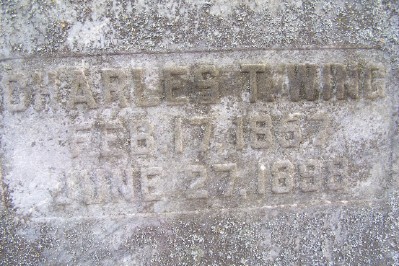 CHARLES T. WING
FEB 17, 1857
JUNE 27, 1898